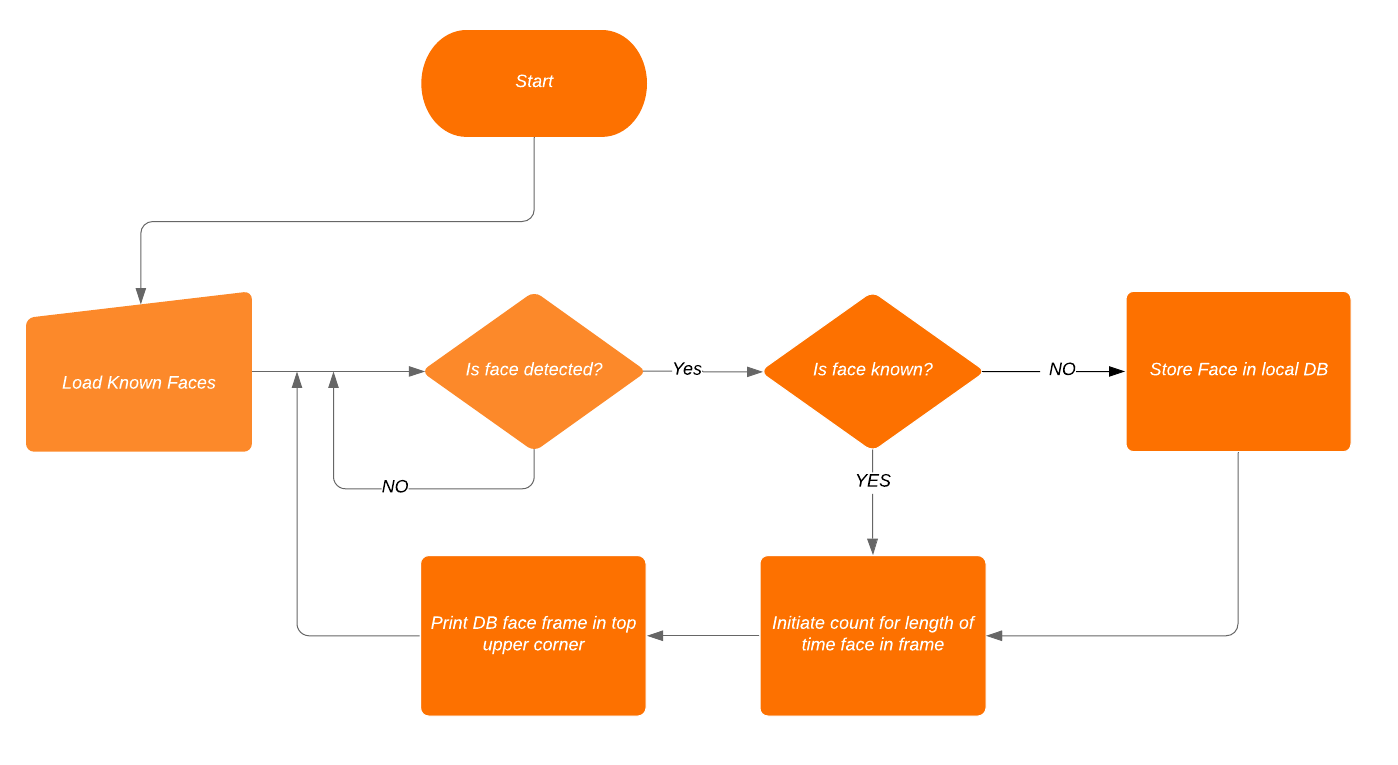 Start
Load Known Faces
Is face detected?
Yes
Is face known?
NO
Store Face in local DB
NO
YES
Print DB face frame in top
upper corner
Initiate count for length of
time face in frame